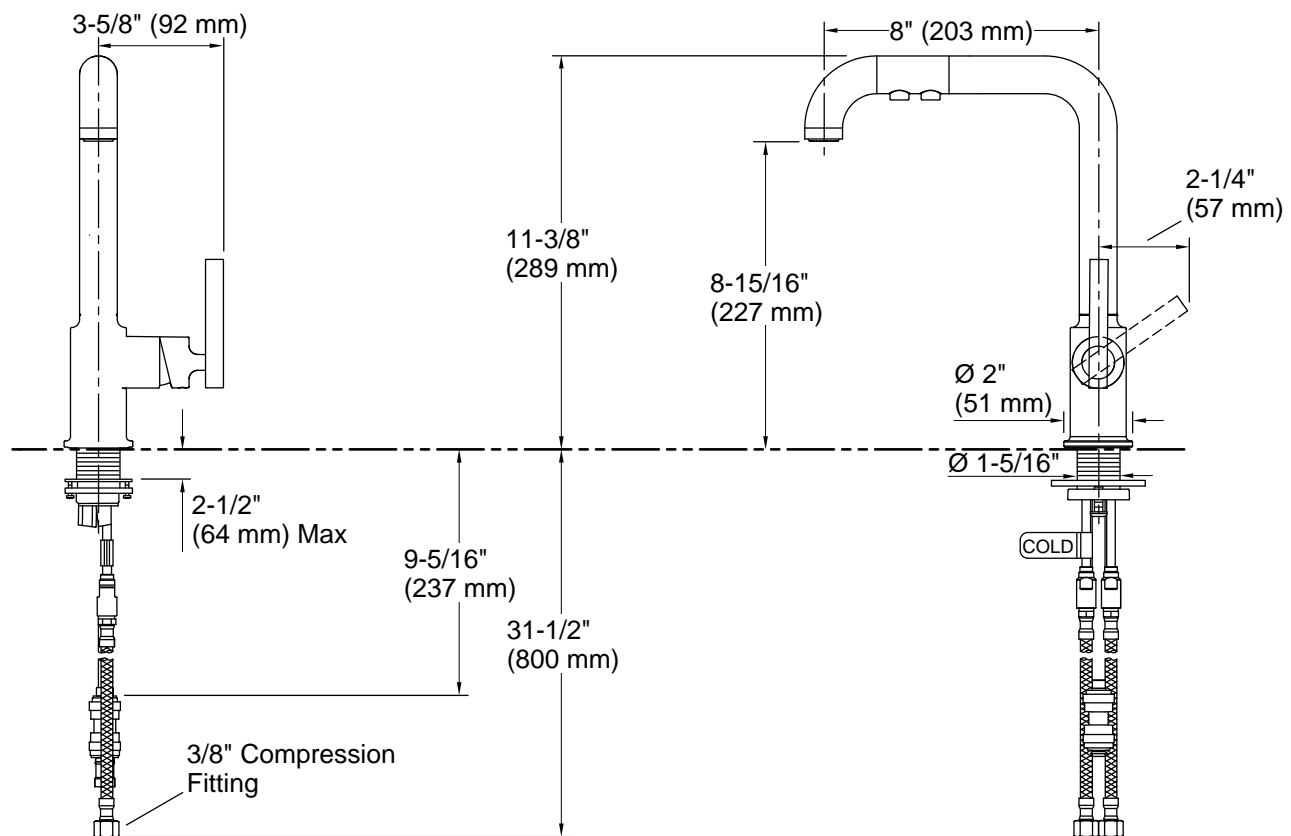 3-5/8" (92 mm)
8" (203 mm)
2-1/4"
(57 mm)
11-3/8"
(289 mm)
8-15/16"
(227 mm)
Ø 2"
(51 mm)
Ø 1-5/16"
2-1/2"
(64 mm) Max
COLD
9-5/16"
(237 mm)
31-1/2"
(800 mm)
3/8" Compression
Fitting